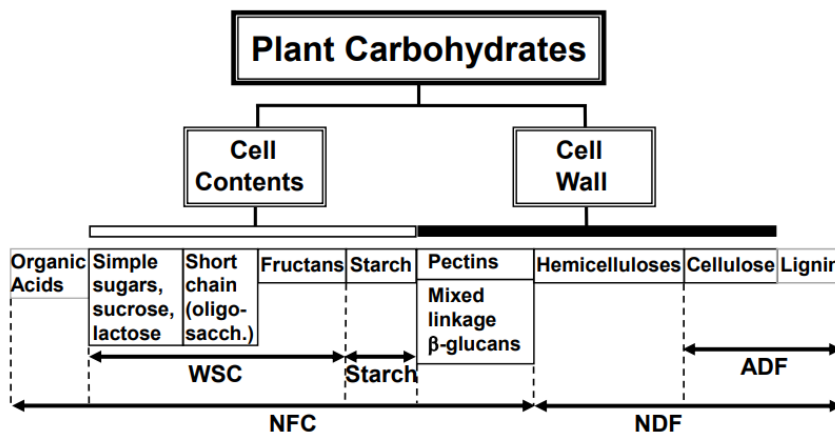 Plant Carbohydrates
Cell
Contents
Cell
Wall
Organic
Acids
Simple
sugars,
sucrose,
lactose
Short
chain
(oligo-
sacch.)
Fructans
Starch
Pectins
Mixed
linkage
β-glucans
Hemicelluloses
Cellulose
Lignin
WSC
Starch
ADF
NFC
NDF